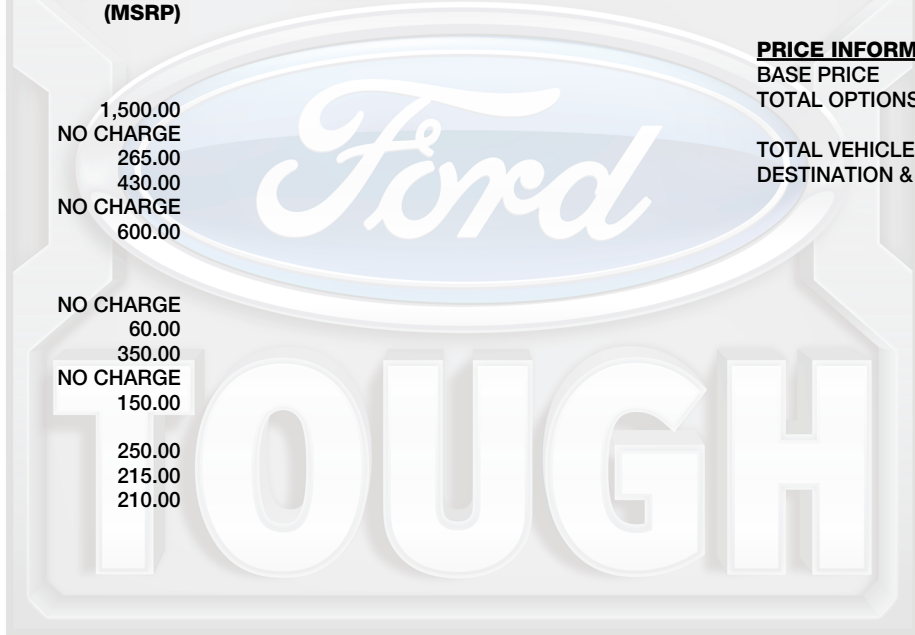 (MSRP)
1,500.00
NO CHARGE
265.00
430.00
NO CHARGE
600.00
NO CHARGE
60.00
350.00
NO CHARGE
150.00
250.00
215.00
210.00
PRICE INFORM
BASE PRICE
TOTAL OPTIONS
TOTAL VEHICLE
DESTINATION &
Ford
TOUGH